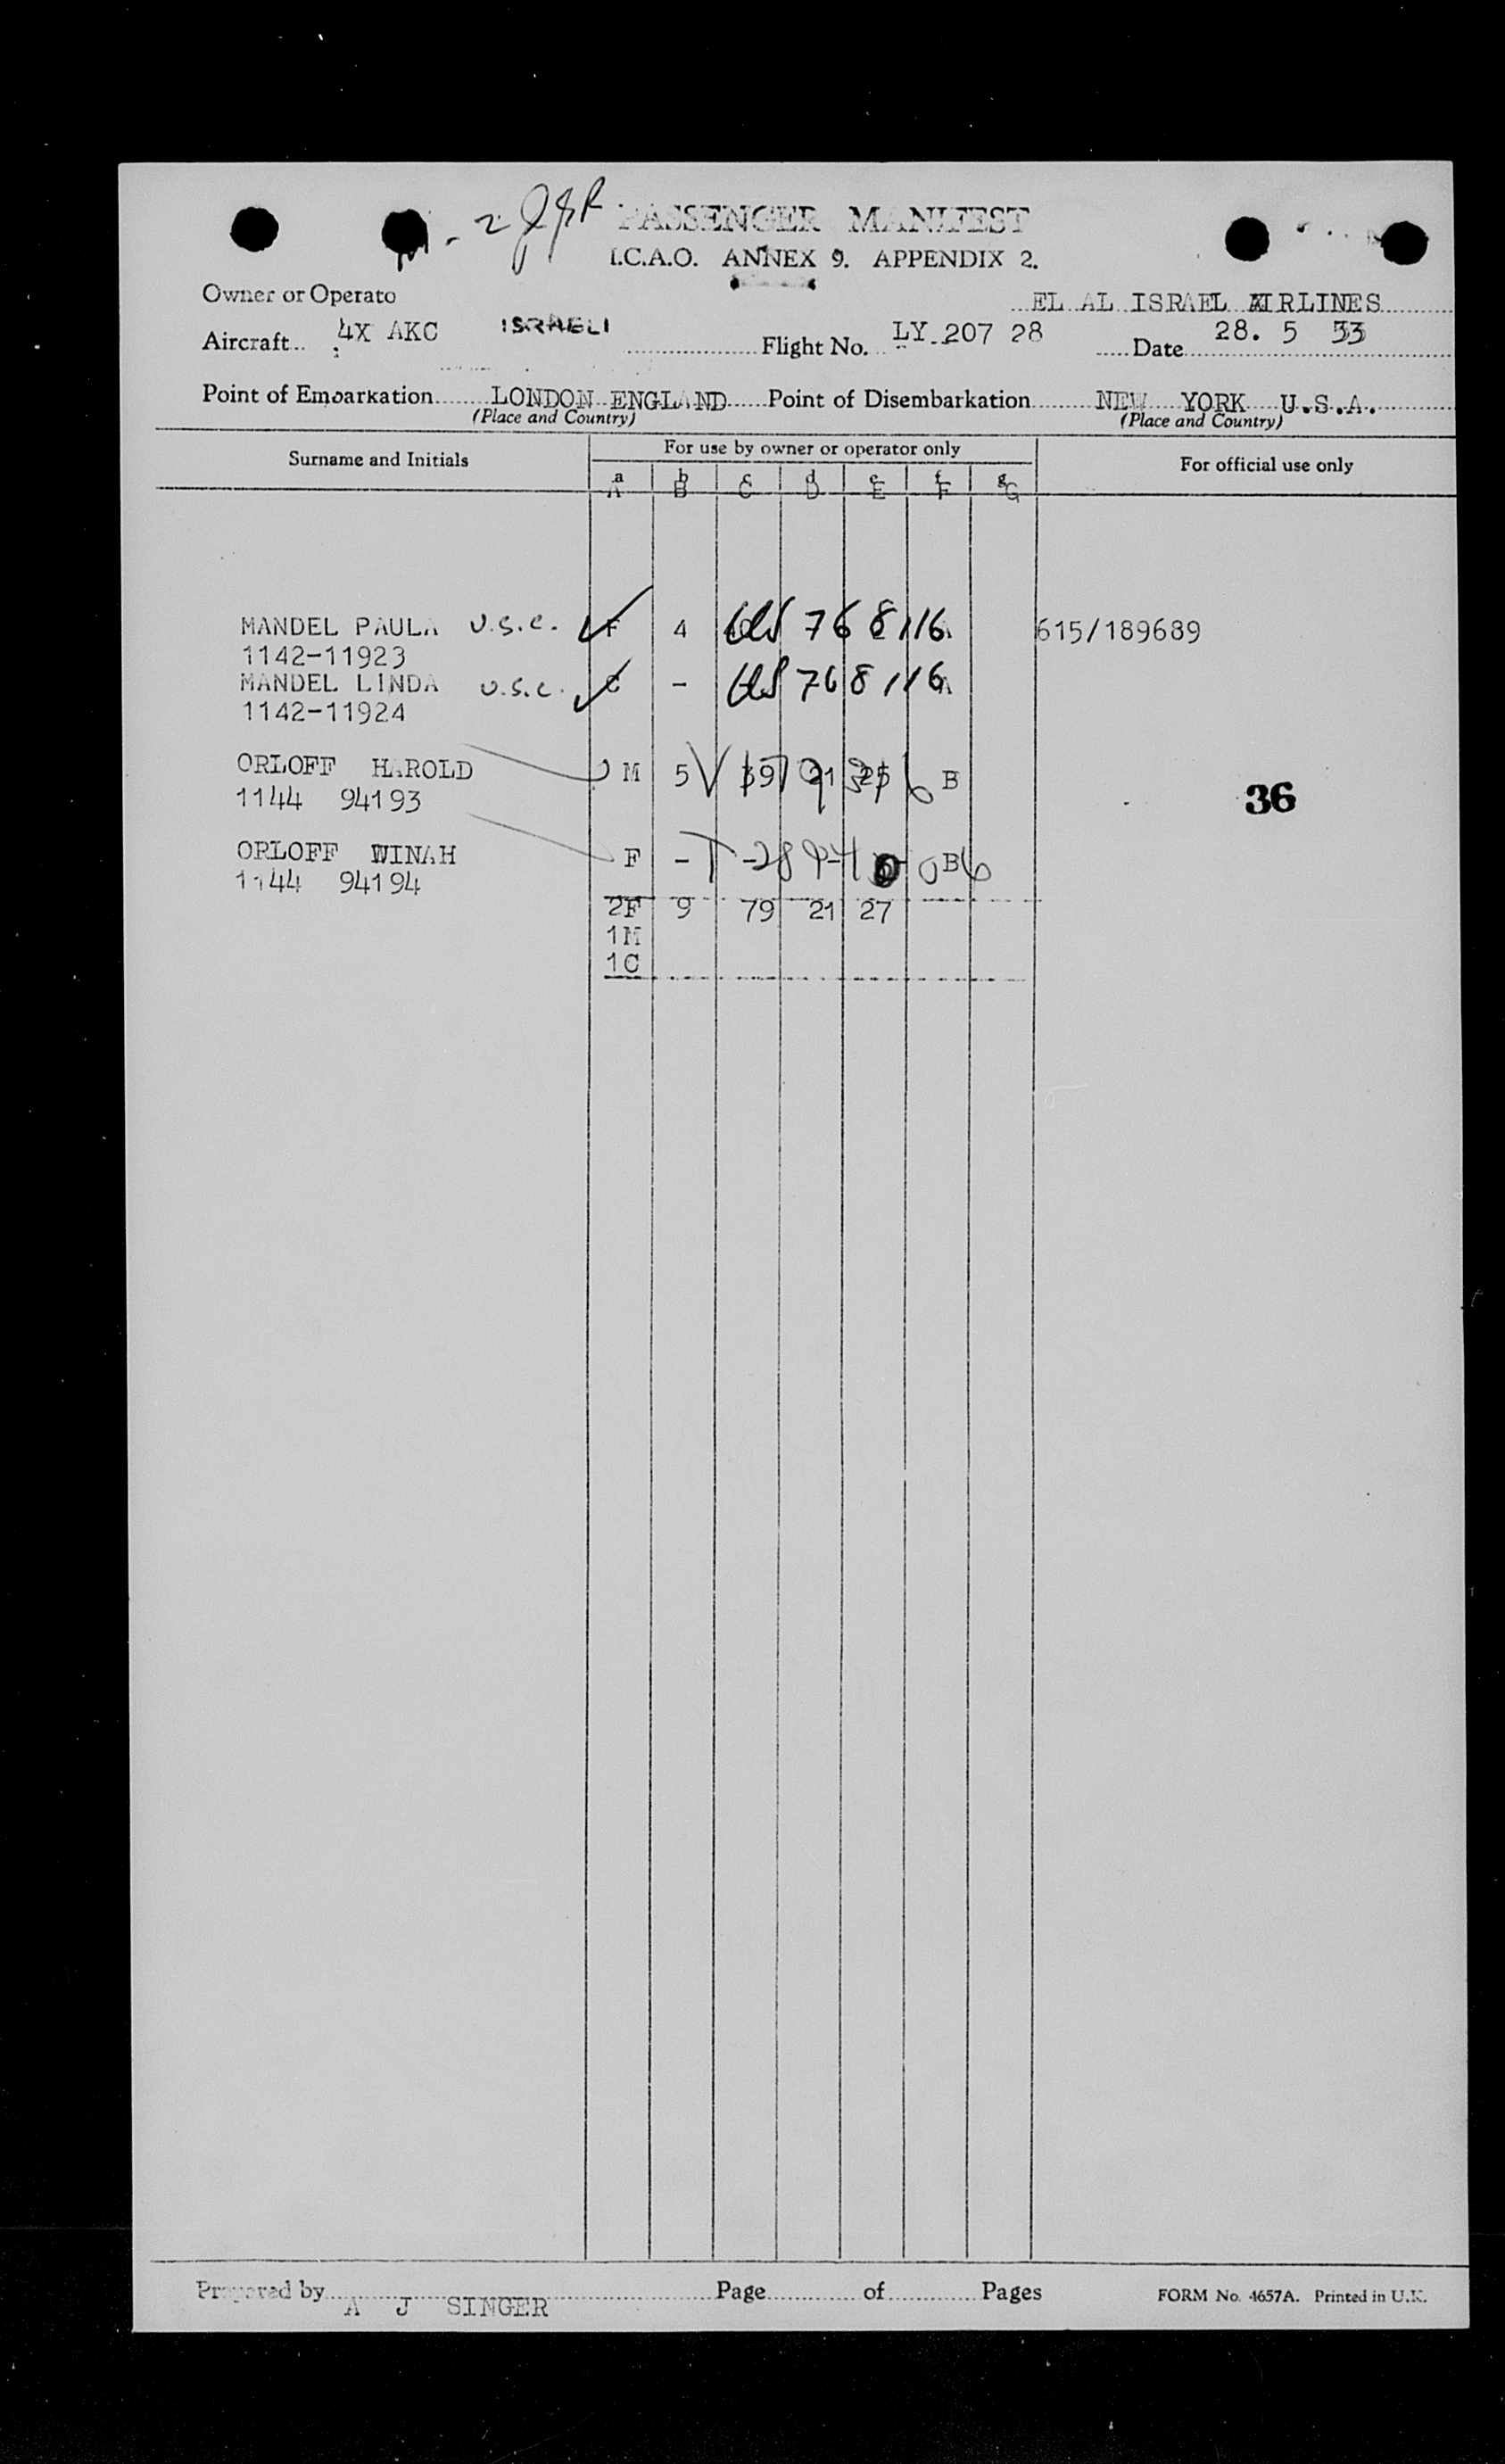 PASSENGER MANIFEST
I.C.A.O. ANNEX 9. APPENDIX 2.
Owner or Operato EL AL ISRAEL AIRLINES
Aircraft 4X AKC ISRAELI Flight No. LY 207 28 Date 28. 5 53
Point of Embarkation LONDON ENGLAND Point of Disembarkation NEW YORK U.S.A.
(Place and Country) (Place and Country)
Surname and Initials For use by owner or operator only For official use only
a b c d e f g
A B C D E F G
MANDEL PAULA U.S.C. F 4 768116 615/189689
1142-11923
MANDEL LINDA U.S.C. C - 768116
1142-11924
ORLOFF HAROLD M 5 B
1144 94193 36
ORLOFF WINAH F - B
1144 94194
2F 9 79 21 27
1M
1C
Prepared by A J SINGER Page of Pages FORM No. 4657A. Printed in U.K.